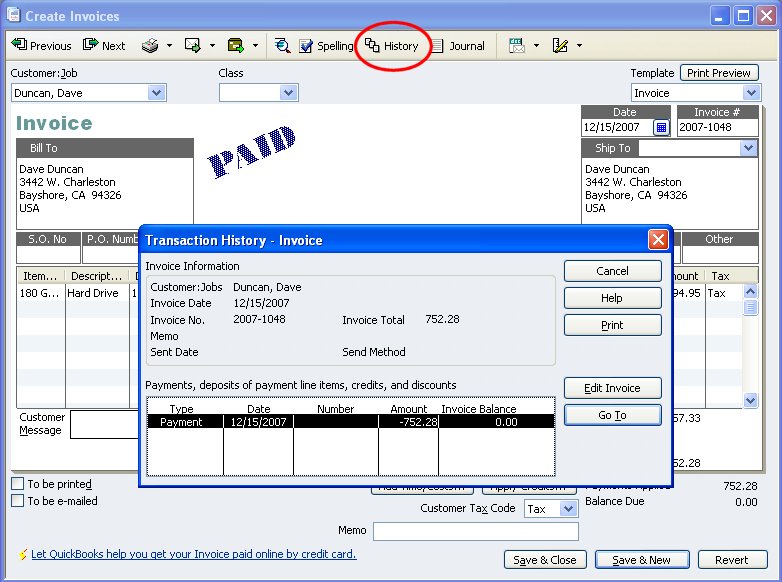 Create Invoices
Previous Next Spelling History Journal
Customer:Job Class Template Print Preview
Duncan, Dave Invoice
Invoice PAID Date Invoice #
12/15/2007 2007-1048
Bill To Ship To
Dave Duncan Dave Duncan
3442 W. Charleston 3442 W. Charleston
Bayshore, CA 94326 Bayshore, CA 94326
USA USA
S.O. No P.O. Numb Other
Item... Descript... Tax
180 G... Hard Drive 94.95 Tax
Transaction History - Invoice
Invoice Information
Customer:Jobs Duncan, Dave
Invoice Date 12/15/2007
Invoice No. 2007-1048 Invoice Total 752.28
Memo
Sent Date Send Method
Cancel
Help
Print
Payments, deposits of payment line items, credits, and discounts
Type Date Number Amount Invoice Balance
Payment 12/15/2007 -752.28 0.00
Edit Invoice
Go To
Customer
Message
57.33
52.28
To be printed
To be e-mailed
Payments Applied 752.28
Balance Due 0.00
Customer Tax Code Tax
Memo
Let QuickBooks help you get your Invoice paid online by credit card.
Save & Close Save & New Revert